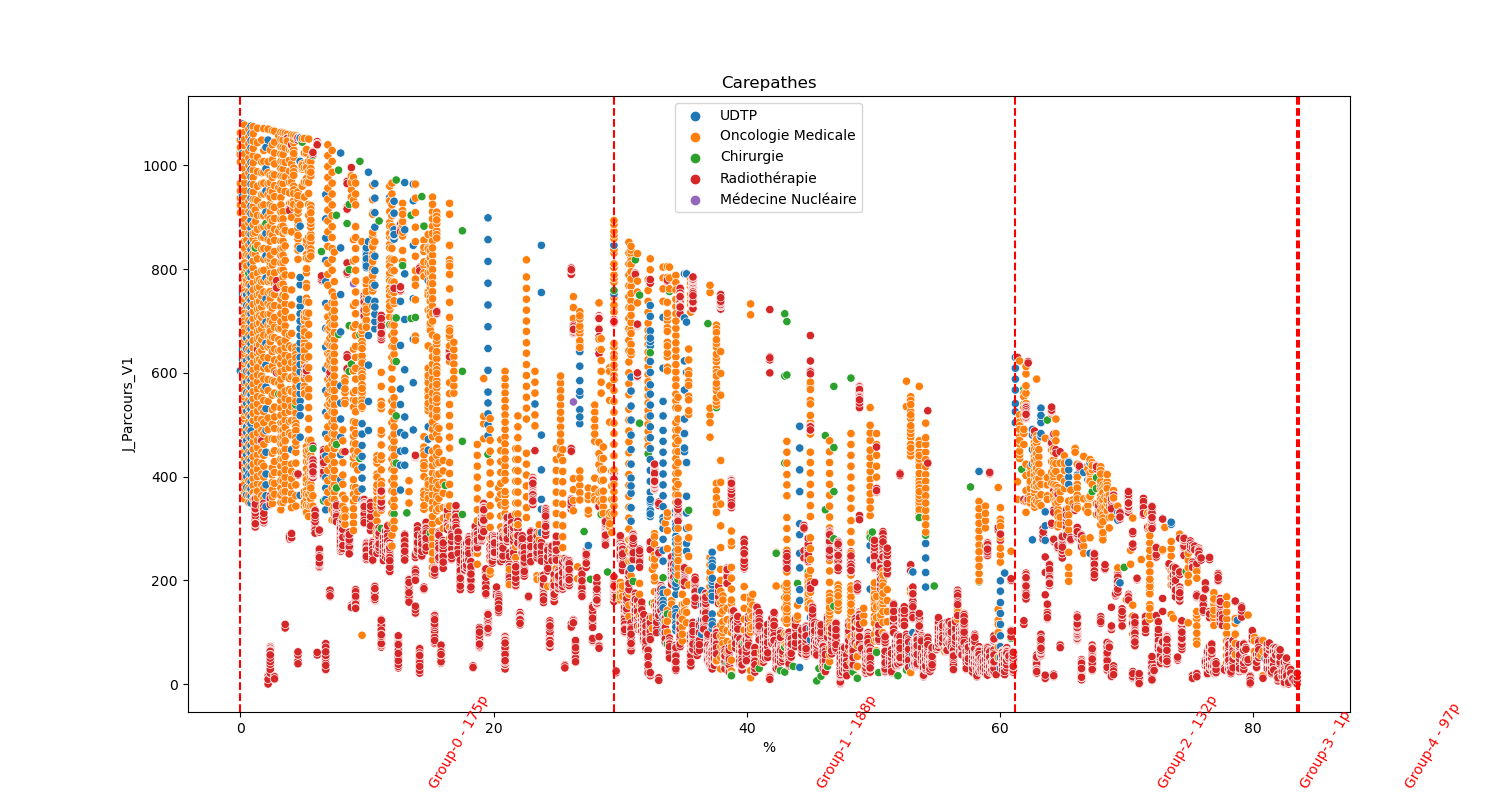 Carepathes
UDTP
Oncologie Medicale
Chirurgie
Radiothérapie
Médecine Nucléaire
J_Parcours_V1
1000
800
600
400
200
0
0 20 40 60 80
%
Group-0 - 175p
Group-1 - 188p
Group-2 - 132p
Group-3 - 1p
Group-4 - 97p